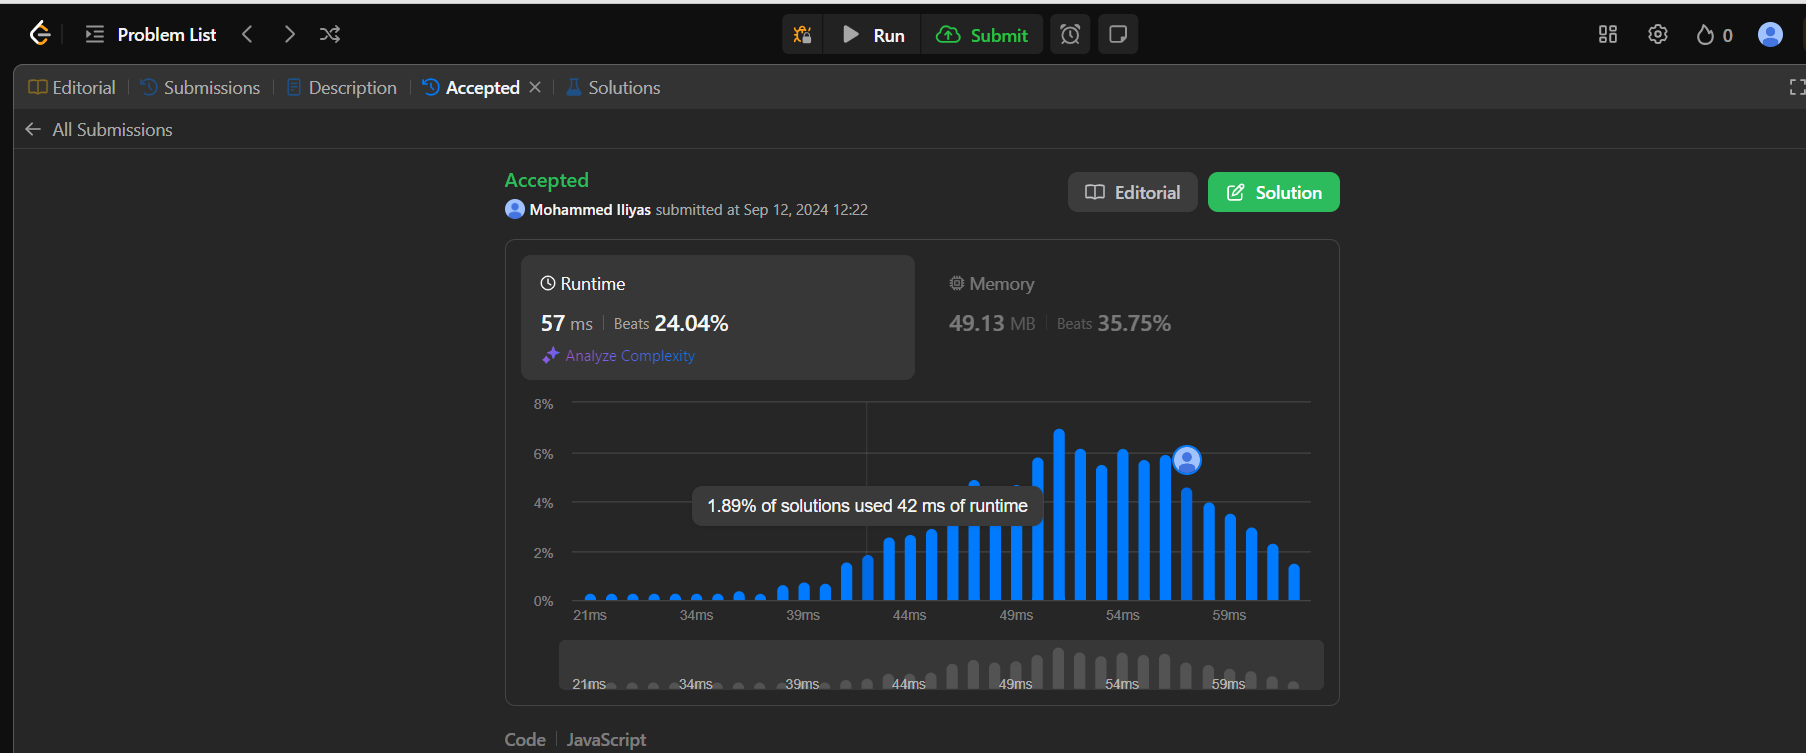 Problem List Run Submit 0
Editorial Submissions Description Accepted Solutions
All Submissions
Accepted
Mohammed Iliyas submitted at Sep 12, 2024 12:22
Editorial Solution
Runtime
57 ms Beats 24.04%
Analyze Complexity
Memory
49.13 MB Beats 35.75%
8%
6%
4%
2%
0%
1.89% of solutions used 42 ms of runtime
21ms 34ms 39ms 44ms 49ms 54ms 59ms
21ms 34ms 39ms 44ms 49ms 54ms 59ms
Code JavaScript